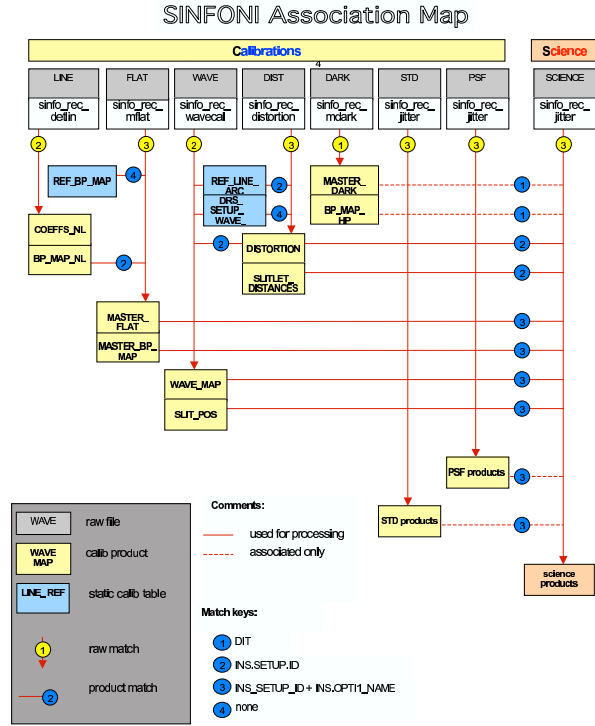 SINFONI Association Map
Calibrations
Science
4
LINE FLAT WAVE DIST DARK STD PSF SCIENCE
sinfo_rec_ sinfo_rec_ sinfo_rec_ sinfo_rec_ sinfo_rec_ sinfo_rec_ sinfo_rec_ sinfo_rec_
detlin mflat wavecal distortion mdark jitter jitter jitter
2 3 2 3 1 3 3 3
REF_BP_MAP 4
REF_LINE_
ARC
2
DRS_
SETUP_
WAVE_
4
MASTER_
DARK
1
BP_MAP_
HP
1
COEFFS_NL
BP_MAP_NL 2
2 DISTORTION 2
SLITLET_
DISTANCES
2
MASTER_
FLAT
3
MASTER_BP_
MAP
3
WAVE_MAP 3
SLIT_POS 3
PSF products 3
STD products 3
science
products
WAVE raw file
WAVE
MAP
calib product
LINE_REF static calib table
1 raw match
2 product match
Comments:
used for processing
associated only
Match keys:
1 DIT
2 INS.SETUP.ID
3 INS_SETUP_ID + INS.OPTI1_NAME
4 none